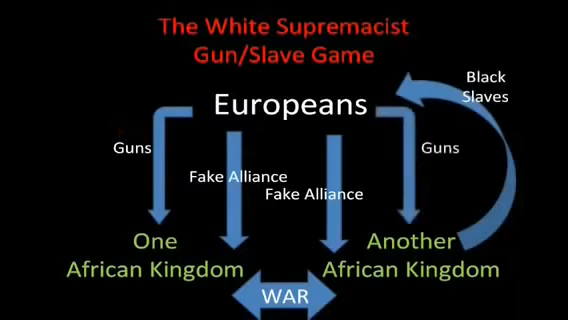 The White Supremacist
Gun/Slave Game
Black
Slaves
Europeans
Guns
Guns
Fake Alliance
Fake Alliance
One
African Kingdom
Another
African Kingdom
WAR